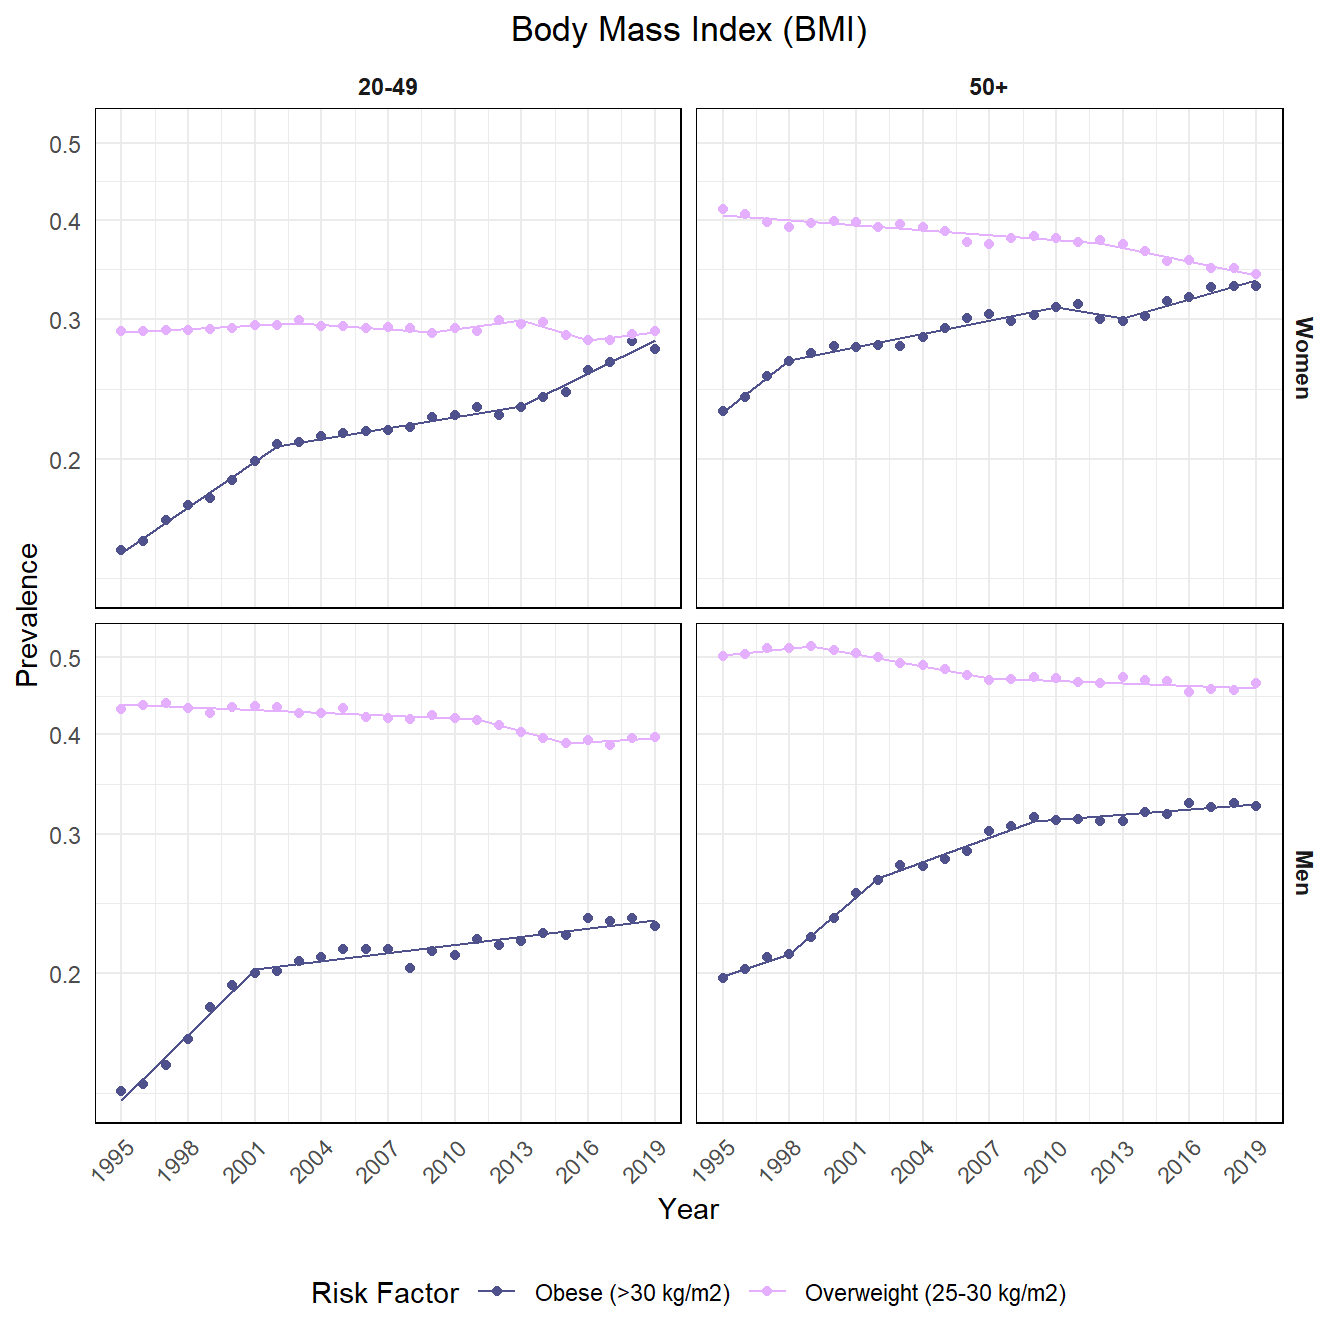 Body Mass Index (BMI)
20-49 50+
0.5
0.4
0.3
0.2
Women
Prevalence
0.5
0.4
0.3
0.2
Men
1995 1998 2001 2004 2007 2010 2013 2016 2019 1995 1998 2001 2004 2007 2010 2013 2016 2019
Year
Risk Factor Obese (>30 kg/m2) Overweight (25-30 kg/m2)